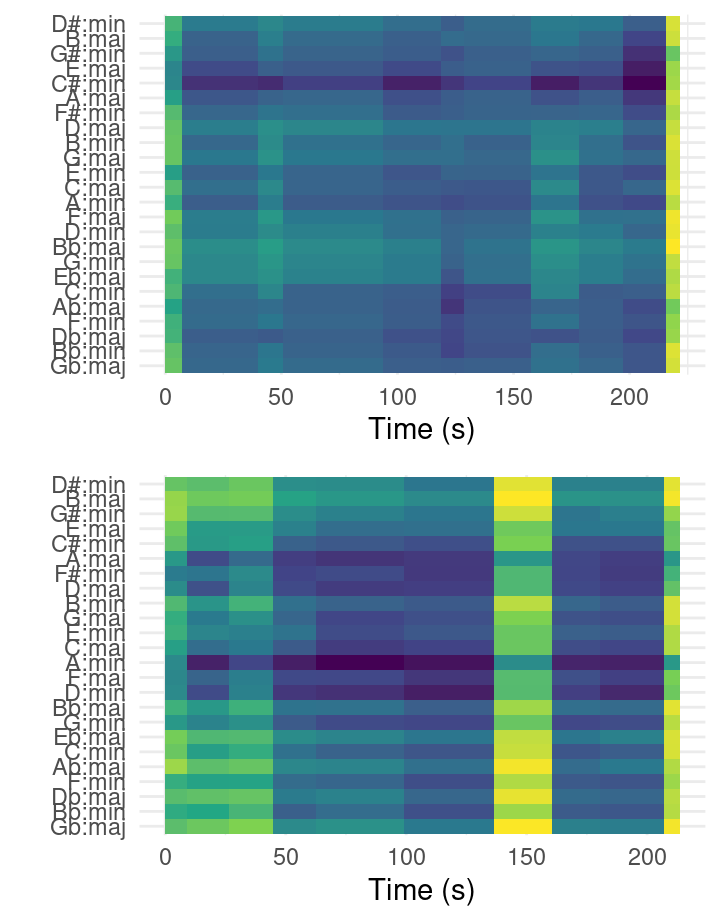 D#:min
B:maj
G#:min
E:maj
C#:min
A:maj
F#:min
D:maj
B:min
G:maj
E:min
C:maj
A:min
F:maj
D:min
Bb:maj
G:min
Eb:maj
C:min
Ab:maj
F:min
Db:maj
Bb:min
Gb:maj
0 50 100 150 200
Time (s)
D#:min
B:maj
G#:min
E:maj
C#:min
A:maj
F#:min
D:maj
B:min
G:maj
E:min
C:maj
A:min
F:maj
D:min
Bb:maj
G:min
Eb:maj
C:min
Ab:maj
F:min
Db:maj
Bb:min
Gb:maj
0 50 100 150 200
Time (s)